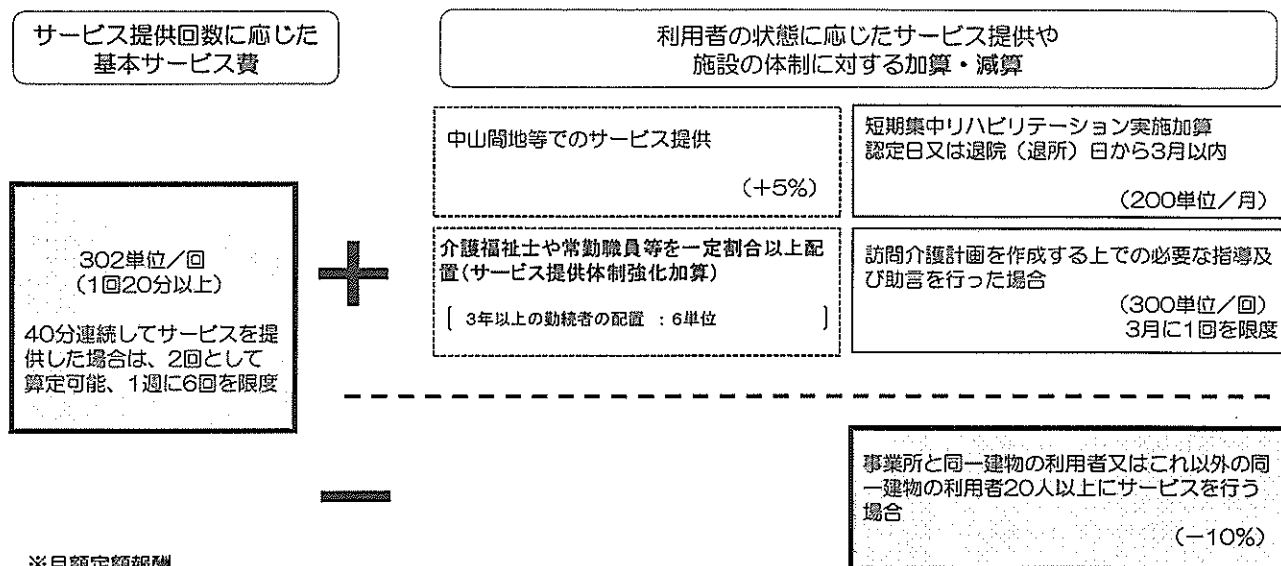 サービス提供回数に応じた
基本サービス費
利用者の状態に応じたサービス提供や
施設の体制に対する加算・減算
302単位/回
(1回20分以上)
40分連続してサービスを提
供した場合は、2回として
算定可能、1週に6回を限度
中山間地等でのサービス提供
(+5%)
短期集中リハビリテーション実施加算
認定日又は退院(退所)日から3月以内
(200単位/月)
介護福祉士や常勤職員等を一定割合以上配
置(サービス提供体制強化加算)
[ 3年以上の勤続者の配置 :6単位 ]
訪問介護計画を作成する上での必要な指導及
び助言を行った場合
(300単位/回)
3月に1回を限度
事業所と同一建物の利用者又はこれ以外の同
一建物の利用者20人以上にサービスを行う
場合
(-10%)
※月額定額報酬